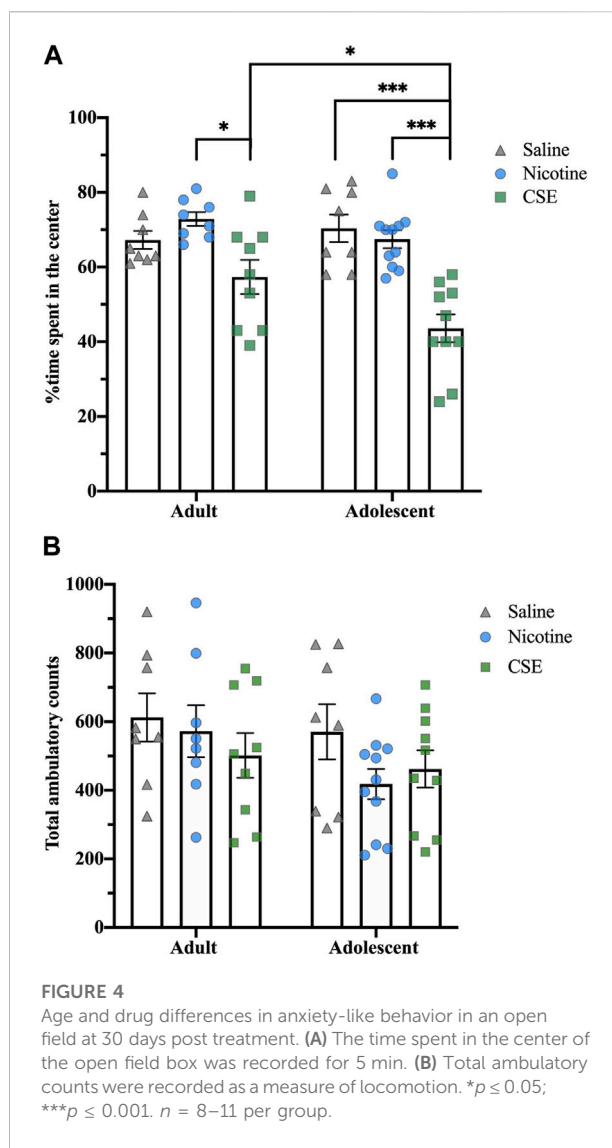 A
*
***
*
***
100
80
60
40
20
0
%time spent in the center
Saline
Nicotine
CSE
Adult
Adolescent
B
1000
800
600
400
200
0
Total ambulatory counts
Saline
Nicotine
CSE
Adult
Adolescent
FIGURE 4
Age and drug differences in anxiety-like behavior in an open
field at 30 days post treatment. (A) The time spent in the center of
the open field box was recorded for 5 min. (B) Total ambulatory
counts were recorded as a measure of locomotion. *p ≤ 0.05;
***p ≤ 0.001. n = 8–11 per group.